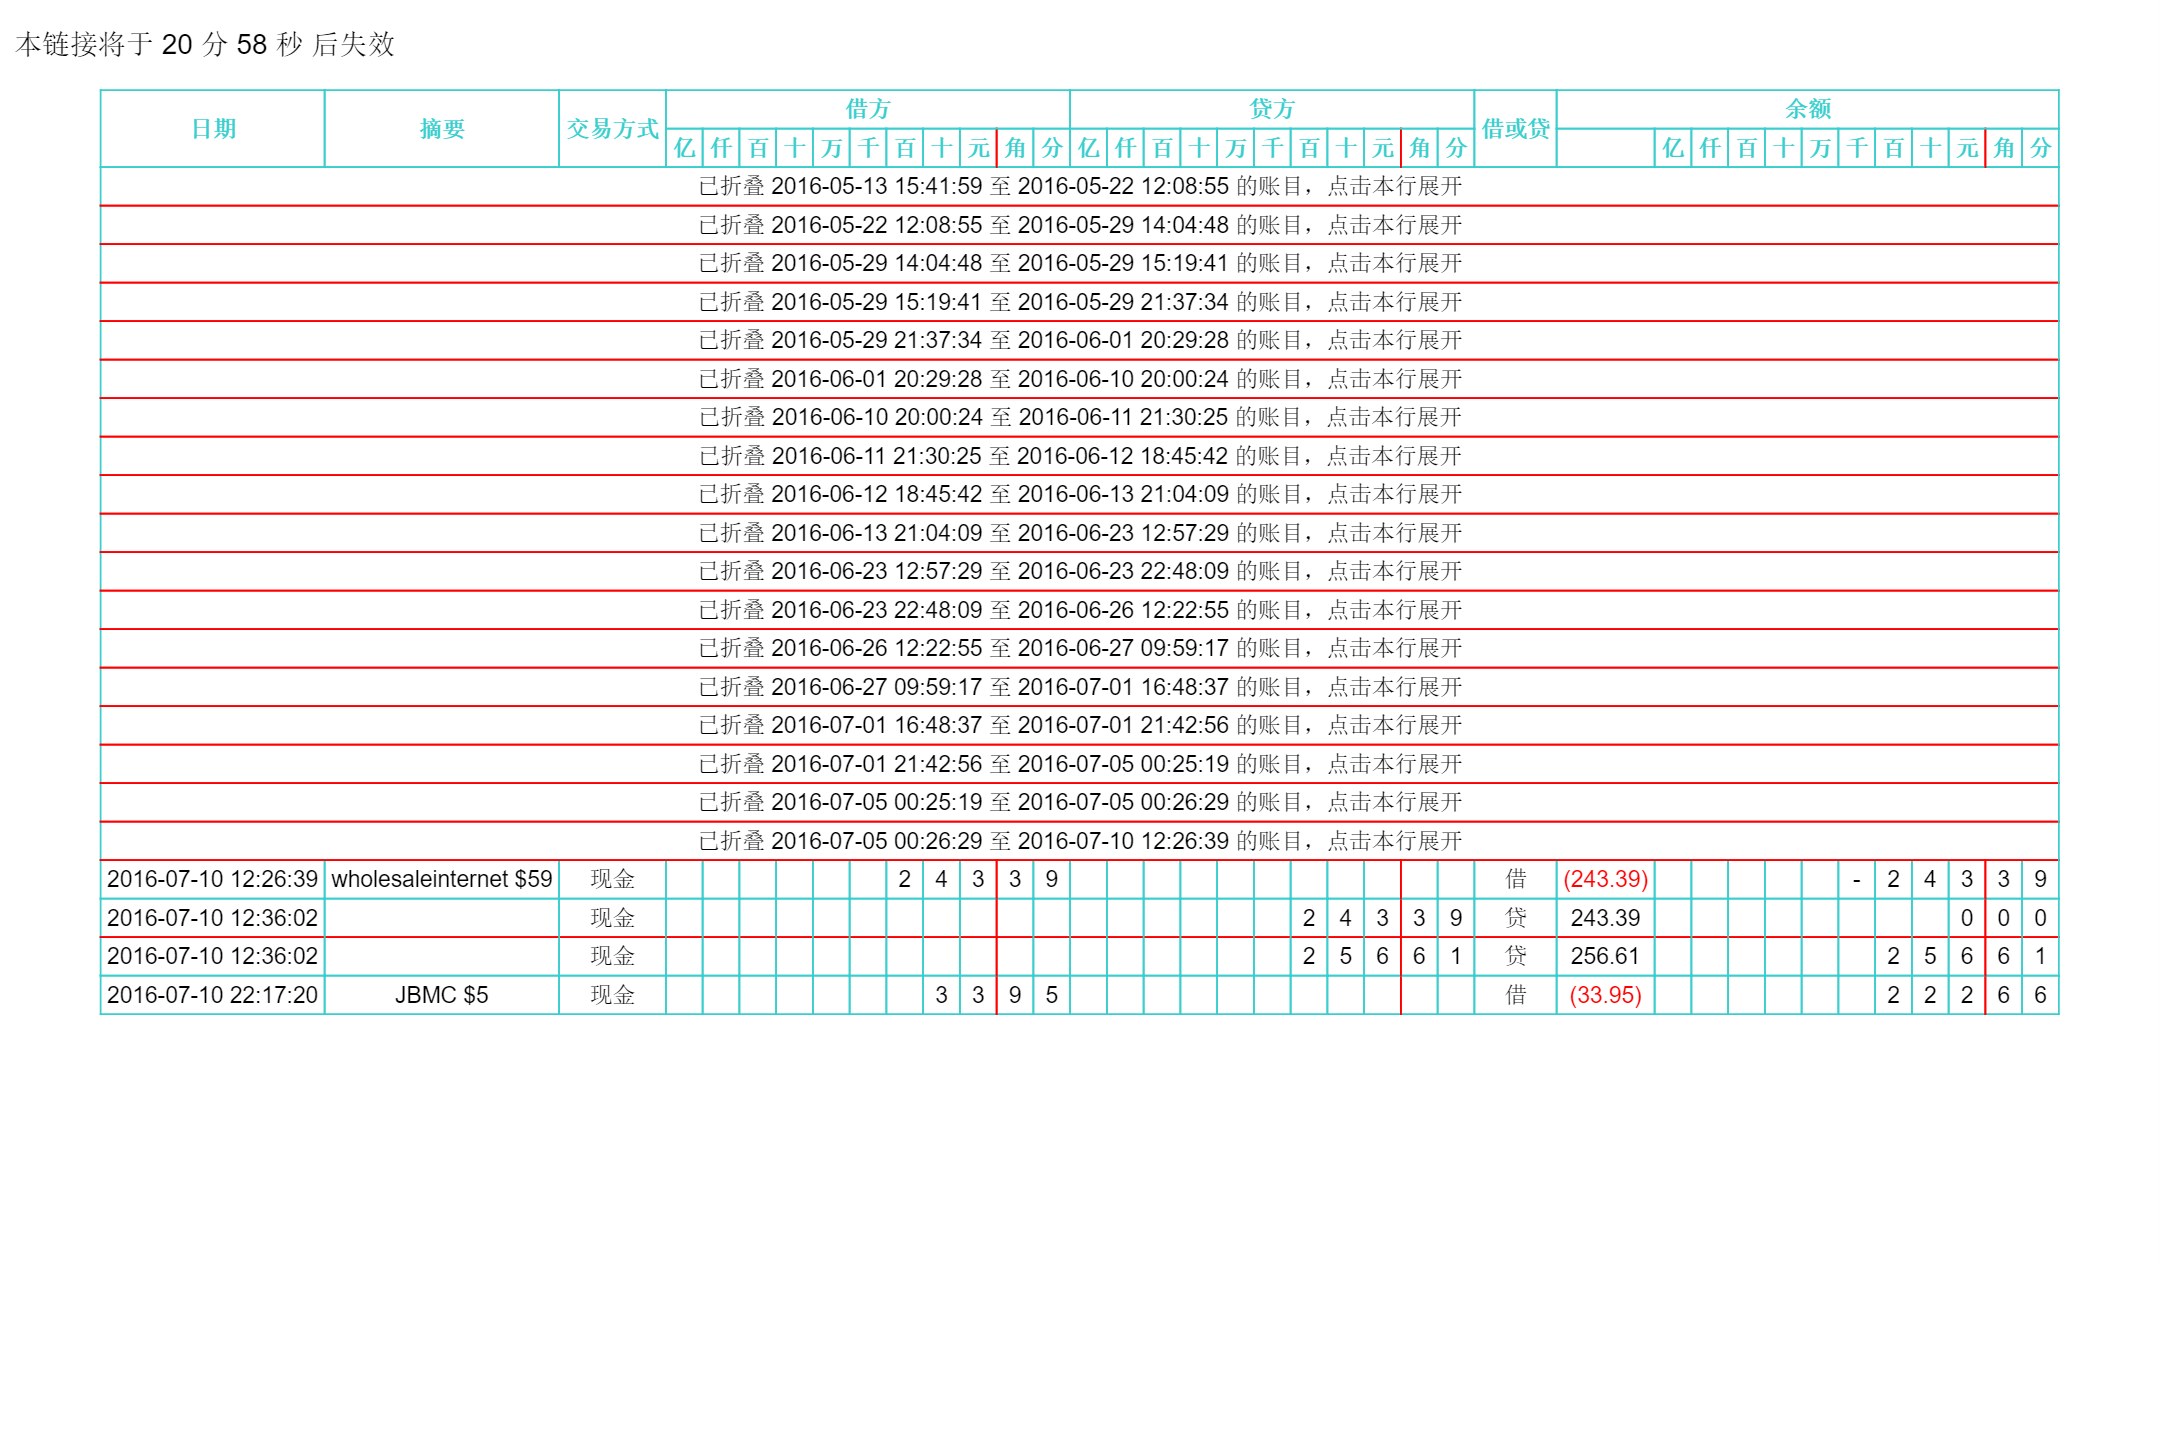 本链接将于 20 分 58 秒 后失效
日期 摘要 交易方式 借方 贷方 借或贷 余额
亿 仟 百 十 万 千 百 十 元 角 分 亿 仟 百 十 万 千 百 十 元 角 分 亿 仟 百 十 万 千 百 十 元 角 分
已折叠 2016-05-13 15:41:59 至 2016-05-22 12:08:55 的账目，点击本行展开
已折叠 2016-05-22 12:08:55 至 2016-05-29 14:04:48 的账目，点击本行展开
已折叠 2016-05-29 14:04:48 至 2016-05-29 15:19:41 的账目，点击本行展开
已折叠 2016-05-29 15:19:41 至 2016-05-29 21:37:34 的账目，点击本行展开
已折叠 2016-05-29 21:37:34 至 2016-06-01 20:29:28 的账目，点击本行展开
已折叠 2016-06-01 20:29:28 至 2016-06-10 20:00:24 的账目，点击本行展开
已折叠 2016-06-10 20:00:24 至 2016-06-11 21:30:25 的账目，点击本行展开
已折叠 2016-06-11 21:30:25 至 2016-06-12 18:45:42 的账目，点击本行展开
已折叠 2016-06-12 18:45:42 至 2016-06-13 21:04:09 的账目，点击本行展开
已折叠 2016-06-13 21:04:09 至 2016-06-23 12:57:29 的账目，点击本行展开
已折叠 2016-06-23 12:57:29 至 2016-06-23 22:48:09 的账目，点击本行展开
已折叠 2016-06-23 22:48:09 至 2016-06-26 12:22:55 的账目，点击本行展开
已折叠 2016-06-26 12:22:55 至 2016-06-27 09:59:17 的账目，点击本行展开
已折叠 2016-06-27 09:59:17 至 2016-07-01 16:48:37 的账目，点击本行展开
已折叠 2016-07-01 16:48:37 至 2016-07-01 21:42:56 的账目，点击本行展开
已折叠 2016-07-01 21:42:56 至 2016-07-05 00:25:19 的账目，点击本行展开
已折叠 2016-07-05 00:25:19 至 2016-07-05 00:26:29 的账目，点击本行展开
已折叠 2016-07-05 00:26:29 至 2016-07-10 12:26:39 的账目，点击本行展开
2016-07-10 12:26:39 wholesaleinternet $59 现金 2 4 3 3 9 借 (243.39) - 2 4 3 3 9
2016-07-10 12:36:02 现金 2 4 3 3 9 贷 243.39 0 0 0
2016-07-10 12:36:02 现金 2 5 6 6 1 贷 256.61 2 5 6 6 1
2016-07-10 22:17:20 JBMC $5 现金 3 3 9 5 借 (33.95) 2 2 2 6 6